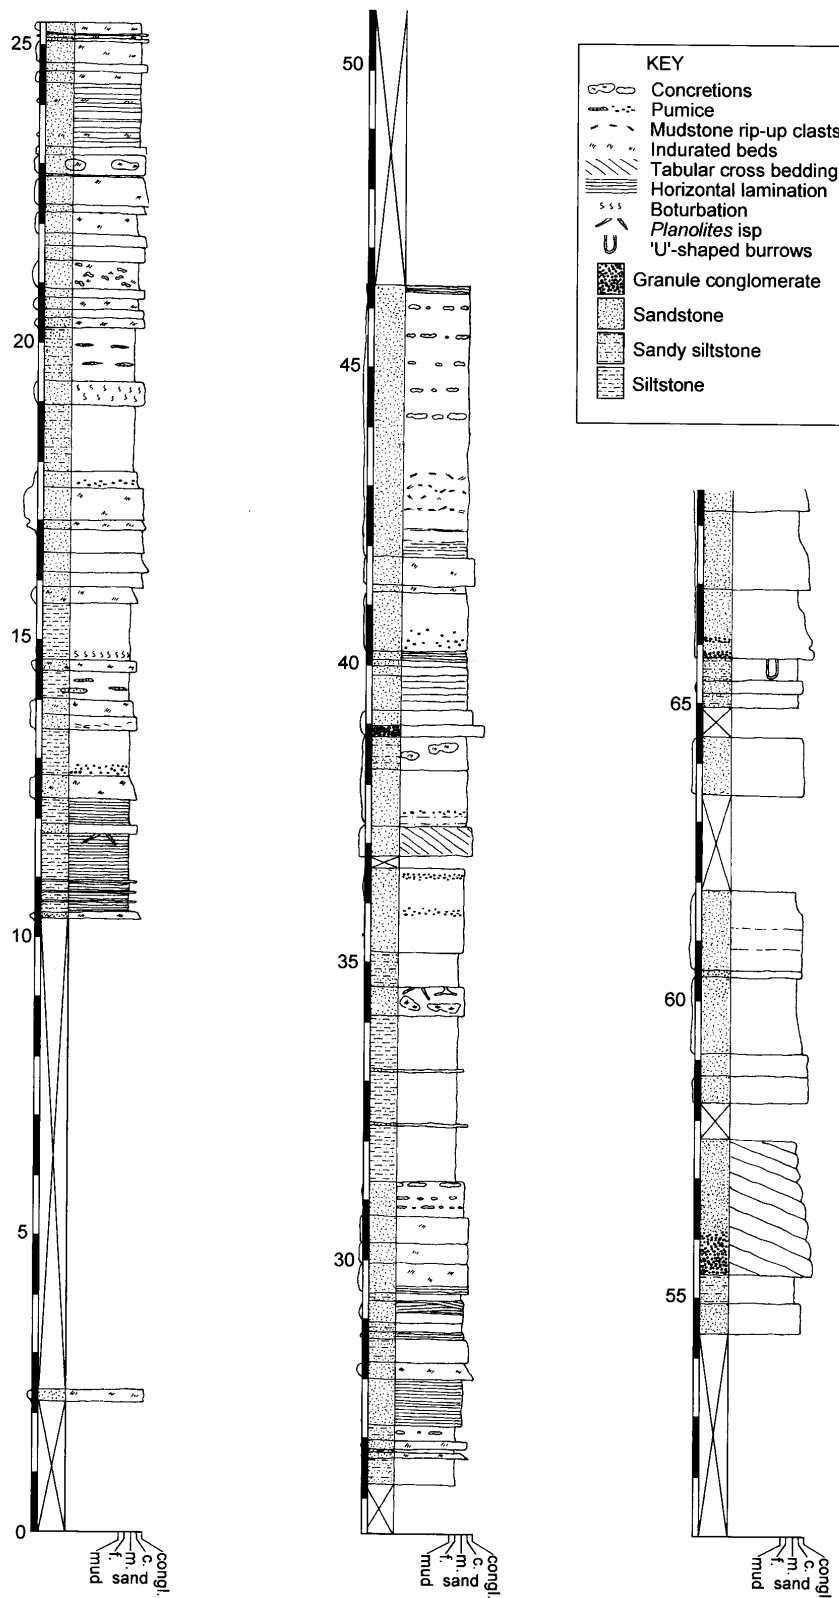 25
20
15
10
5
0
mud
f.
m. sand
c.
congl.
50
45
40
35
30
mud
f.
m. sand
c.
congl.
KEY
Concretions
Pumice
Mudstone rip-up clasts
Indurated beds
Tabular cross bedding
Horizontal lamination
Boturbation
Planolites isp
'U'-shaped burrows
Granule conglomerate
Sandstone
Sandy siltstone
Siltstone
65
60
55
mud
f.
m. sand
c.
congl.